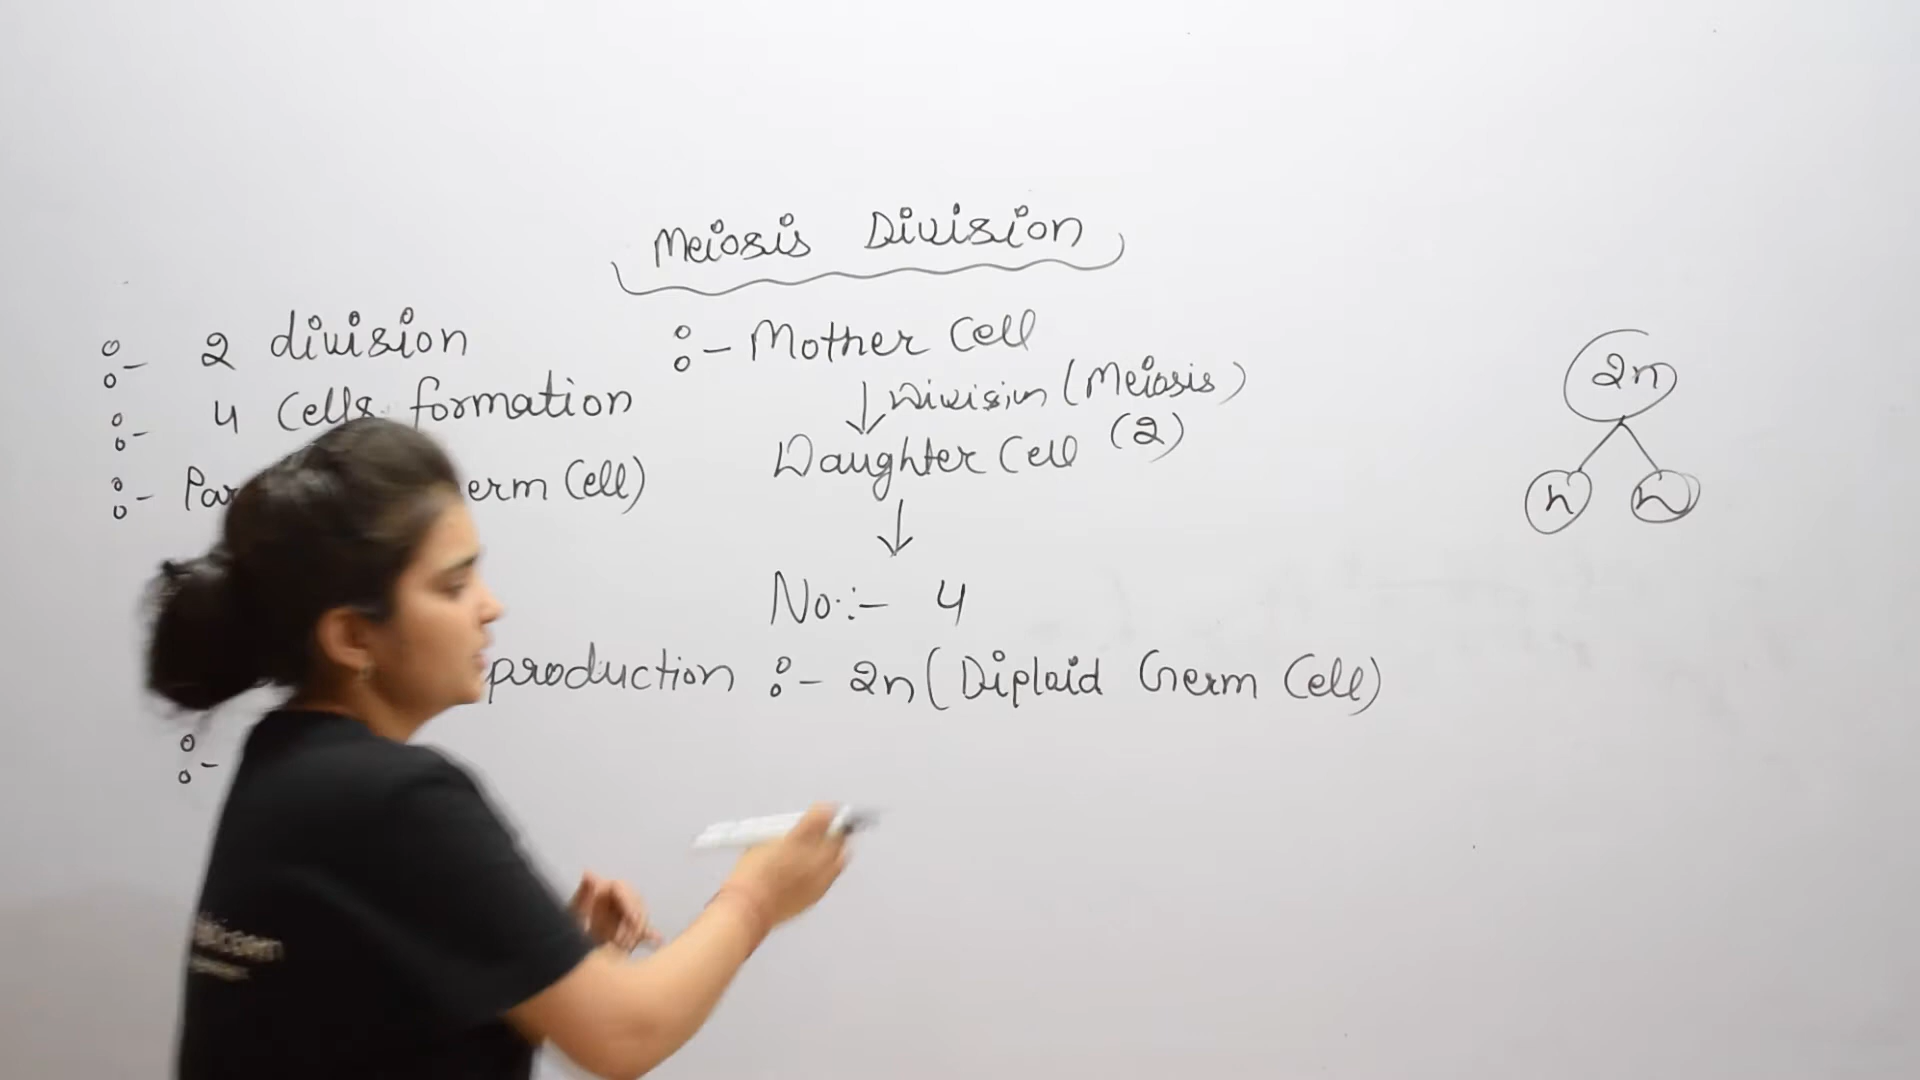 Meiosis Division
:- 2 division
:- 4 Cells formation
:- Par erm Cell)
:- Mother Cell
↓ Division (Meiosis)
Daughter Cell (2)
↓
No:- 4
production :- 2n (Diploid Germ Cell)
:-
2n
n n